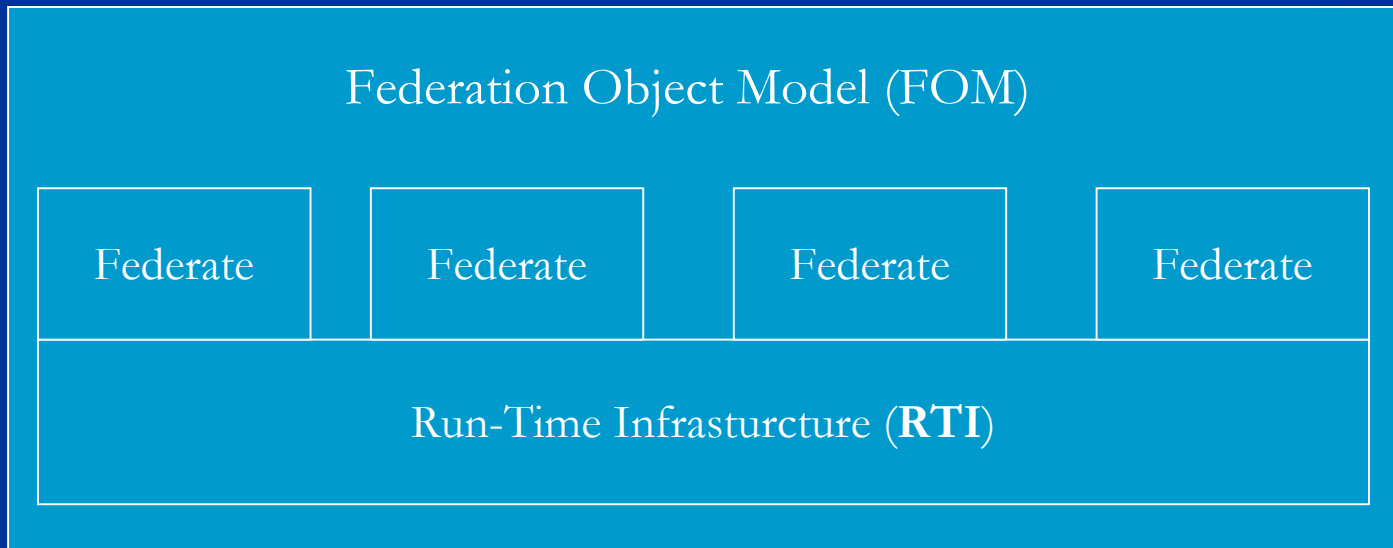 Federation Object Model (FOM)
Federate
Federate
Federate
Federate
Run-Time Infrasturcture (RTI)